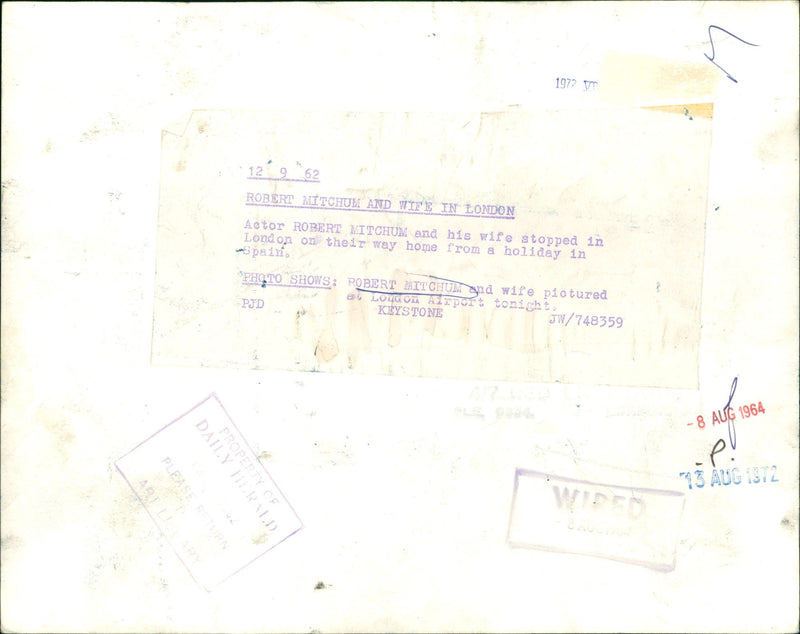 1972 VI
12 9 62
ROBERT MITCHUM AND WIFE IN LONDON
Actor ROBERT MITCHUM and his wife stopped in
London on their way home from a holiday in
Spain.
PHOTO SHOWS: ROBERT MITCHUM and wife pictured
at London Airport tonight.
PJD KEYSTONE JW/748359
- 8 AUG 1964
13 AUG 1972
PROPERTY OF
DAILY HERALD
PLEASE RETURN
ART LIBRARY
WIRED